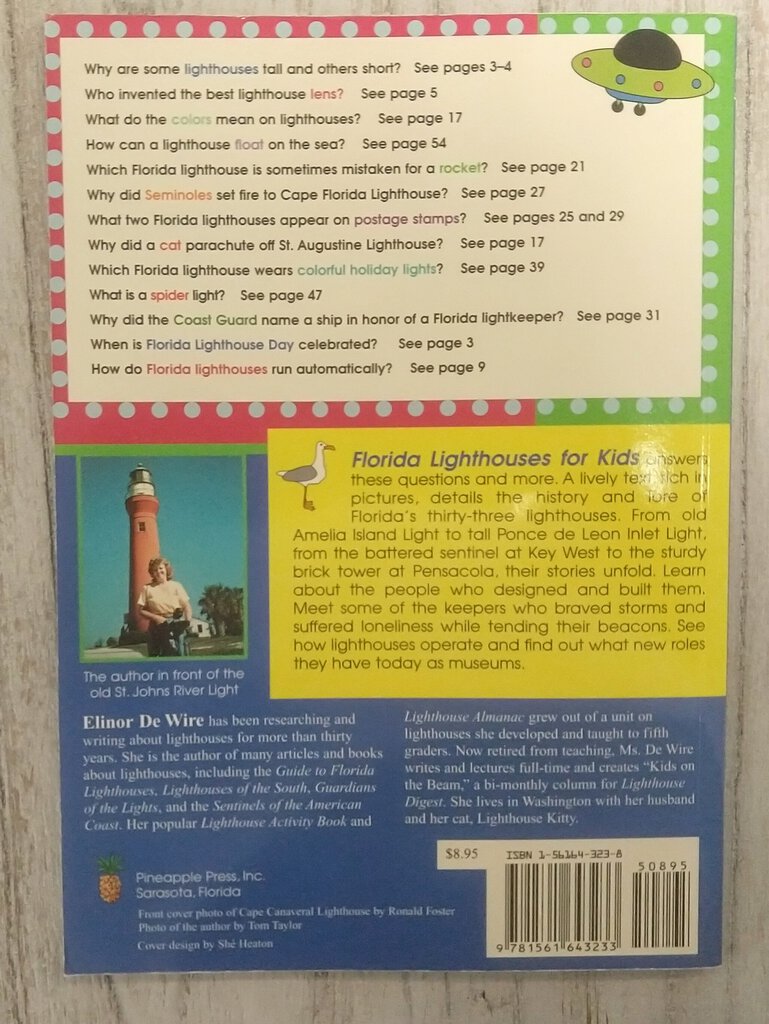 Why are some lighthouses tall and others short? See pages 3–4
Who invented the best lighthouse lens? See page 5
What do the colors mean on lighthouses? See page 17
How can a lighthouse float on the sea? See page 54
Which Florida lighthouse is sometimes mistaken for a rocket? See page 21
Why did Seminoles set fire to Cape Florida Lighthouse? See page 27
What two Florida lighthouses appear on postage stamps? See pages 25 and 29
Why did a cat parachute off St. Augustine Lighthouse? See page 17
Which Florida lighthouse wears colorful holiday lights? See page 39
What is a spider light? See page 47
Why did the Coast Guard name a ship in honor of a Florida lightkeeper? See page 31
When is Florida Lighthouse Day celebrated? See page 3
How do Florida lighthouses run automatically? See page 9
Florida Lighthouses for Kids answers
these questions and more. A lively text, rich in
pictures, details the history and lore of
Florida's thirty-three lighthouses. From old
Amelia Island Light to tall Ponce de Leon Inlet Light,
from the battered sentinel at Key West to the sturdy
brick tower at Pensacola, their stories unfold. Learn
about the people who designed and built them.
Meet some of the keepers who braved storms and
suffered loneliness while tending their beacons. See
how lighthouses operate and find out what new roles
they have today as museums.
The author in front of the
old St. Johns River Light
Elinor De Wire has been researching and
writing about lighthouses for more than thirty
years. She is the author of many articles and books
about lighthouses, including the Guide to Florida
Lighthouses, Lighthouses of the South, Guardians
of the Lights, and the Sentinels of the American
Coast. Her popular Lighthouse Activity Book and
Lighthouse Almanac grew out of a unit on
lighthouses she developed and taught to fifth
graders. Now retired from teaching, Ms. De Wire
writes and lectures full-time and creates "Kids on
the Beam," a bi-monthly column for Lighthouse
Digest. She lives in Washington with her husband
and her cat, Lighthouse Kitty.
Pineapple Press, Inc.
Sarasota, Florida
Front cover photo of Cape Canaveral Lighthouse by Ronald Foster
Photo of the author by Tom Taylor
Cover design by Shé Heaton
$8.95
ISBN 1-56164-323-8
50895
9 781561 643233